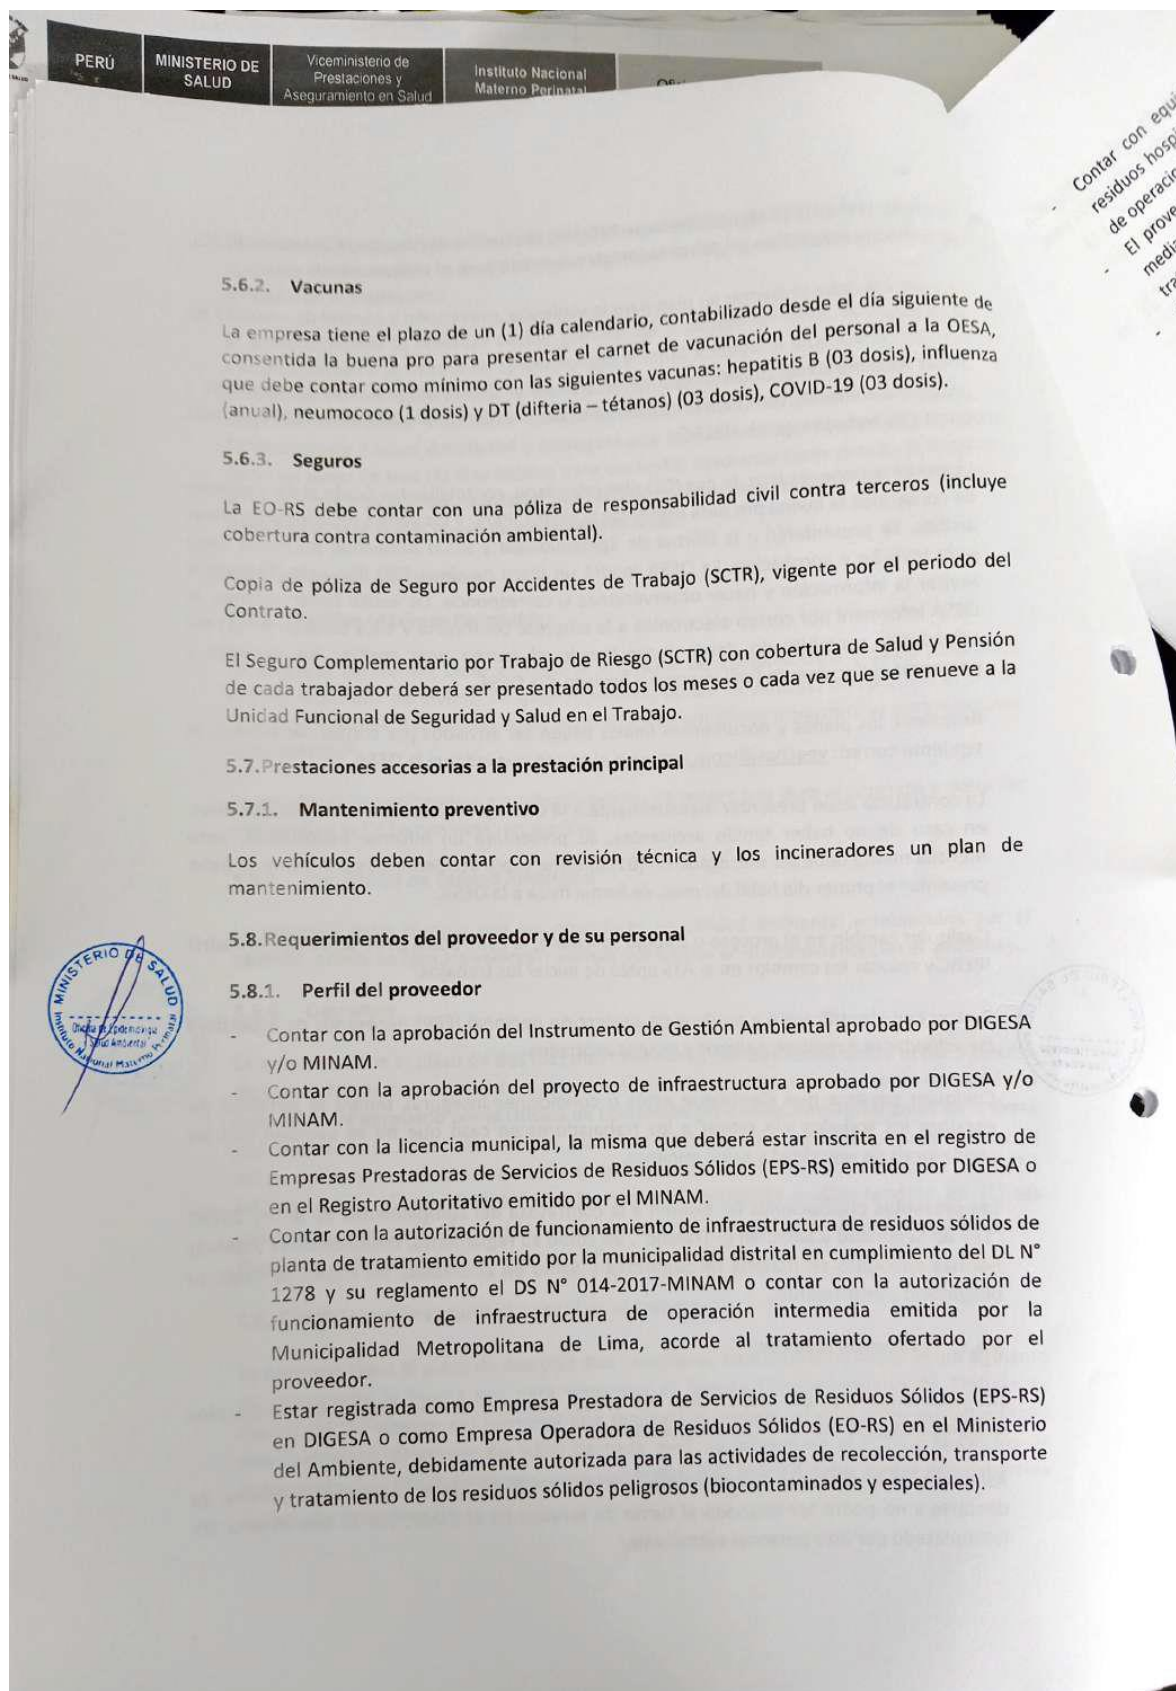 PERÚ
MINISTERIO DE
SALUD
Viceministerio de
Prestaciones y
Aseguramiento en Salud
Instituto Nacional
Materno Perinatal
5.6.2. Vacunas
La empresa tiene el plazo de un (1) día calendario, contabilizado desde el día siguiente de
consentida la buena pro para presentar el carnet de vacunación del personal a la OESA,
que debe contar como mínimo con las siguientes vacunas: hepatitis B (03 dosis), influenza
(anual), neumococo (1 dosis) y DT (difteria – tétanos) (03 dosis), COVID-19 (03 dosis).
5.6.3. Seguros
La EO-RS debe contar con una póliza de responsabilidad civil contra terceros (incluye
cobertura contra contaminación ambiental).
Copia de póliza de Seguro por Accidentes de Trabajo (SCTR), vigente por el periodo del
Contrato.
El Seguro Complementario por Trabajo de Riesgo (SCTR) con cobertura de Salud y Pensión
de cada trabajador deberá ser presentado todos los meses o cada vez que se renueve a la
Unidad Funcional de Seguridad y Salud en el Trabajo.
5.7. Prestaciones accesorias a la prestación principal
5.7.1. Mantenimiento preventivo
Los vehículos deben contar con revisión técnica y los incineradores un plan de
mantenimiento.
5.8. Requerimientos del proveedor y de su personal
5.8.1. Perfil del proveedor
- Contar con la aprobación del Instrumento de Gestión Ambiental aprobado por DIGESA
y/o MINAM.
- Contar con la aprobación del proyecto de infraestructura aprobado por DIGESA y/o
MINAM.
- Contar con la licencia municipal, la misma que deberá estar inscrita en el registro de
Empresas Prestadoras de Servicios de Residuos Sólidos (EPS-RS) emitido por DIGESA o
en el Registro Autoritativo emitido por el MINAM.
- Contar con la autorización de funcionamiento de infraestructura de residuos sólidos de
planta de tratamiento emitido por la municipalidad distrital en cumplimiento del DL N°
1278 y su reglamento el DS N° 014-2017-MINAM o contar con la autorización de
funcionamiento de infraestructura de operación intermedia emitida por la
Municipalidad Metropolitana de Lima, acorde al tratamiento ofertado por el
proveedor.
- Estar registrada como Empresa Prestadora de Servicios de Residuos Sólidos (EPS-RS)
en DIGESA o como Empresa Operadora de Residuos Sólidos (EO-RS) en el Ministerio
del Ambiente, debidamente autorizada para las actividades de recolección, transporte
y tratamiento de los residuos sólidos peligrosos (biocontaminados y especiales).
MINISTERIO DE SALUD
Oficina de Epidemiología
Salud Ambiental
Instituto Nacional Materno Perinatal
- Contar con
residuos
de
- El